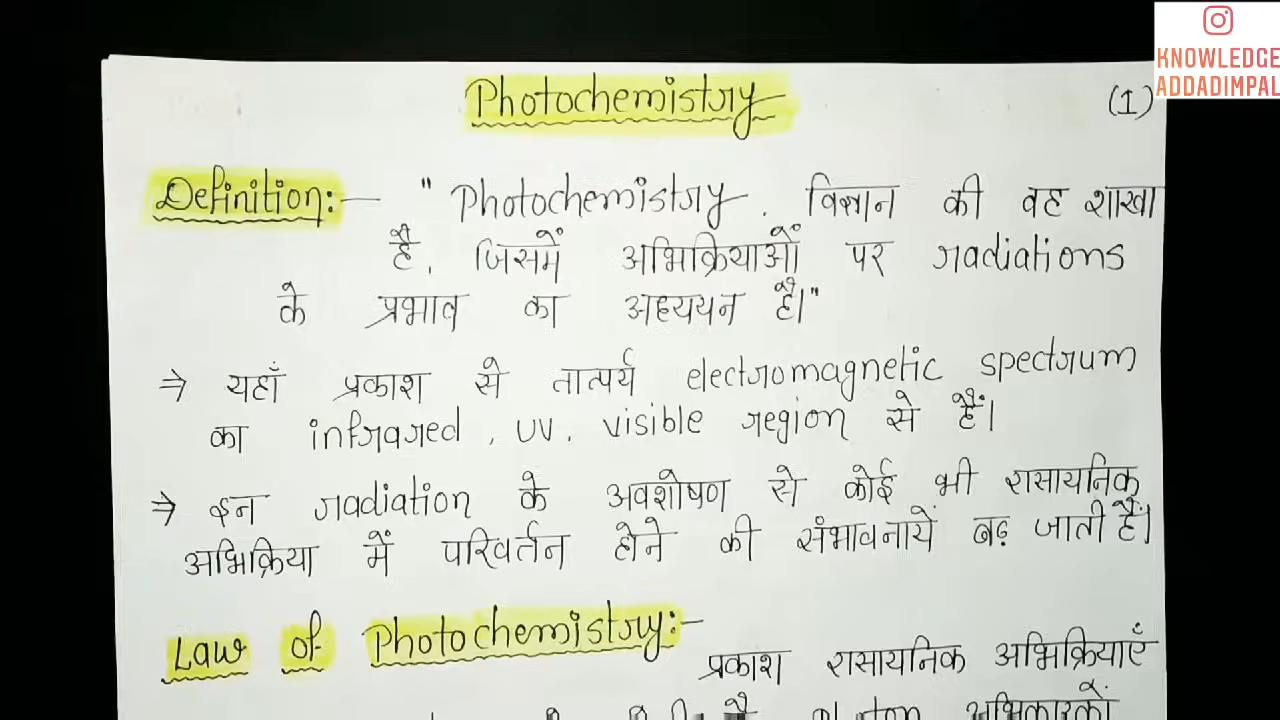 KNOWLEDGE
ADDADIMPAL
Photochemistry
(1)
Definition:— " Photochemistry. विज्ञान की वह शाखा
है, जिसमें अभिक्रियाओं पर radiations
के प्रभाव का अध्ययन है।"
⇒ यहाँ प्रकाश से तात्पर्य electromagnetic spectrum
का infrared, UV, visible region से हैं।
⇒ इन radiation के अवशोषण से कोई भी रासायनिक
अभिक्रिया में परिवर्तन होने की संभावनायें बढ़ जाती हैं।
Law of Photochemistry:—
प्रकाश रासायनिक अभिक्रियाएँ